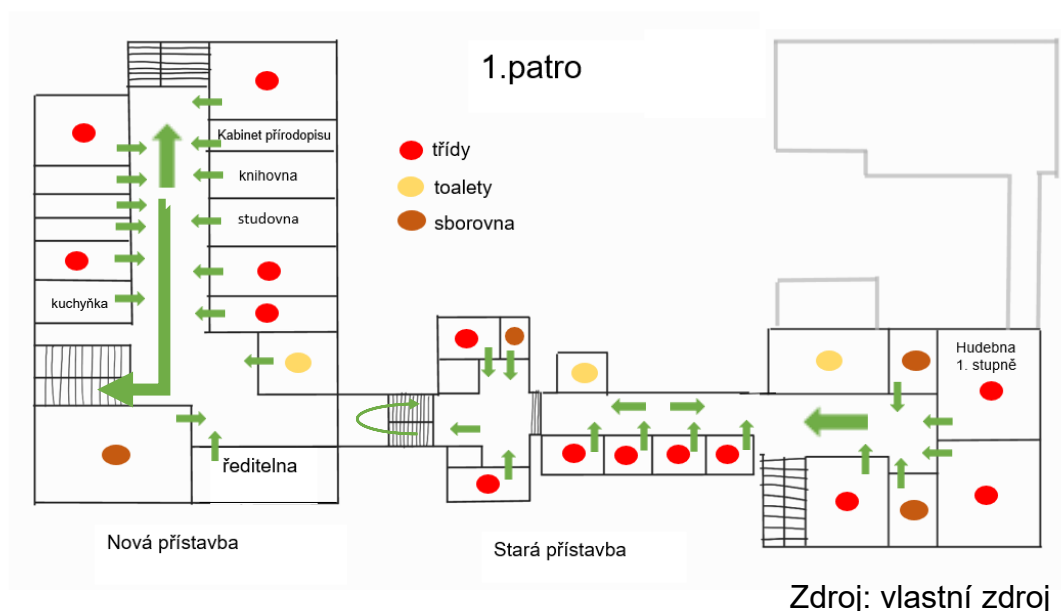 1.patro
třídy
toalety
sborovna
Kabinet přírodopisu
knihovna
studovna
kuchyňka
ředitelna
Hudebna
1. stupně
Nová přístavba
Stará přístavba
Zdroj: vlastní zdroj